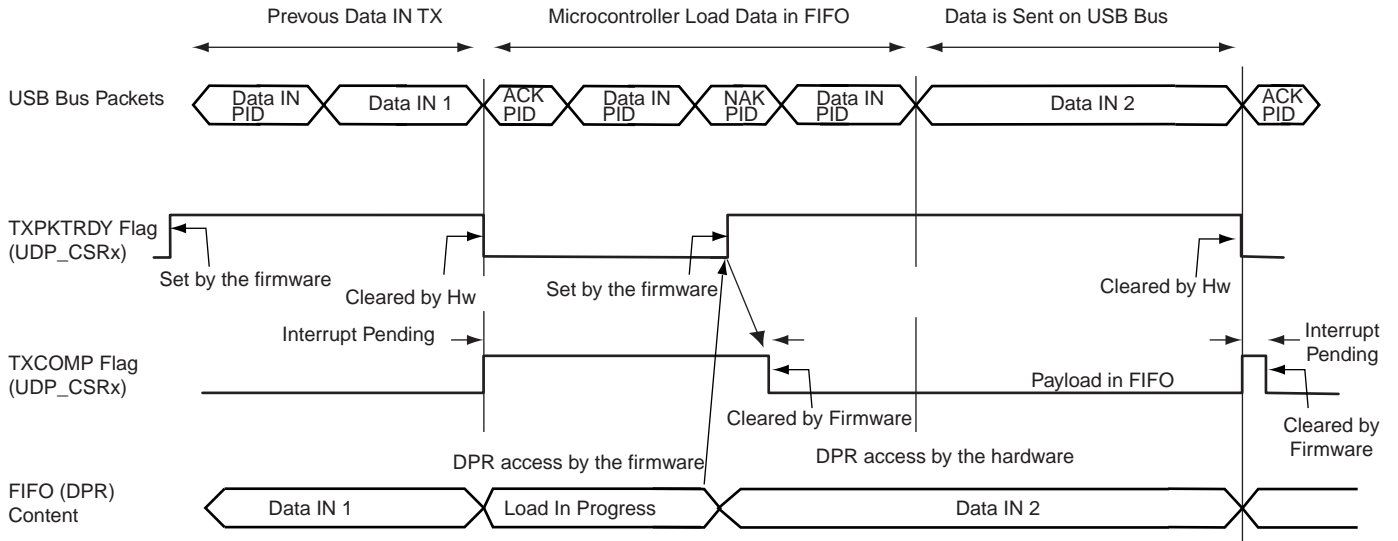 Prevous Data IN TX
Microcontroller Load Data in FIFO
Data is Sent on USB Bus
USB Bus Packets
Data IN
PID
Data IN 1
ACK
PID
Data IN
PID
NAK
PID
Data IN
PID
Data IN 2
ACK
PID
TXPKTRDY Flag
(UDP_CSRx)
Set by the firmware
Cleared by Hw
Set by the firmware
Cleared by Hw
Interrupt Pending
Interrupt
Pending
TXCOMP Flag
(UDP_CSRx)
Payload in FIFO
Cleared by Firmware
Cleared by
Firmware
DPR access by the firmware
DPR access by the hardware
FIFO (DPR)
Content
Data IN 1
Load In Progress
Data IN 2